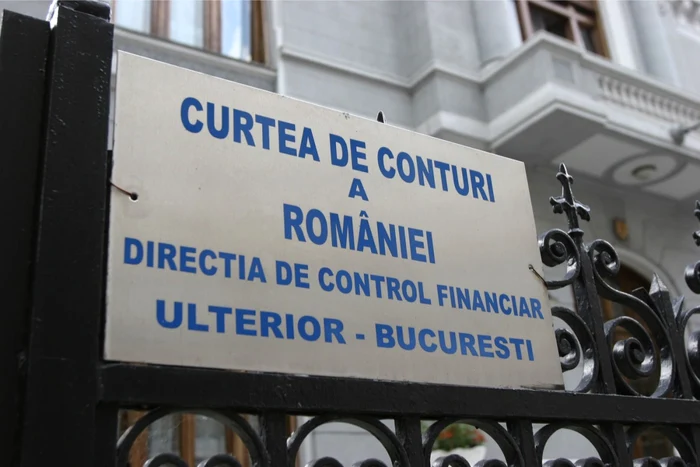 CURTEA DE CONTURI
A
ROMÂNIEI
DIRECTIA DE CONTROL FINANCIAR
ULTERIOR - BUCURESTI